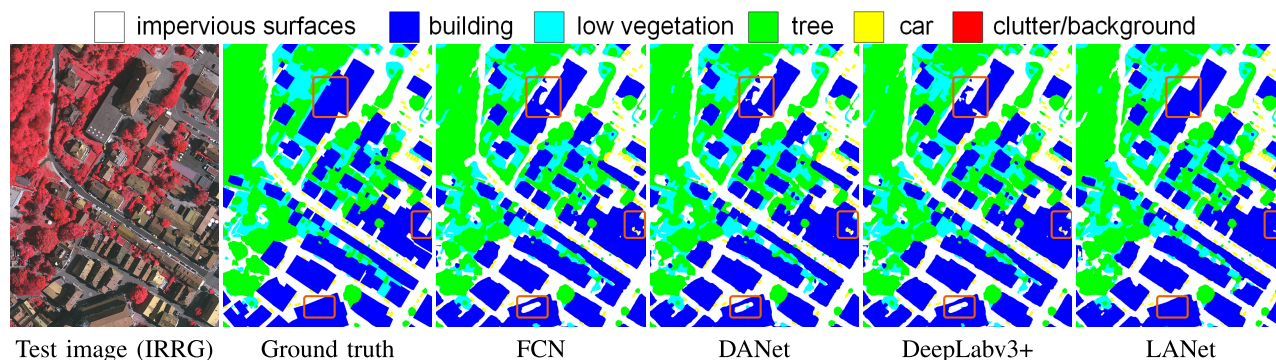 impervious surfaces building low vegetation tree car clutter/background
Test image (IRRG) Ground truth FCN DANet DeepLabv3+ LANet